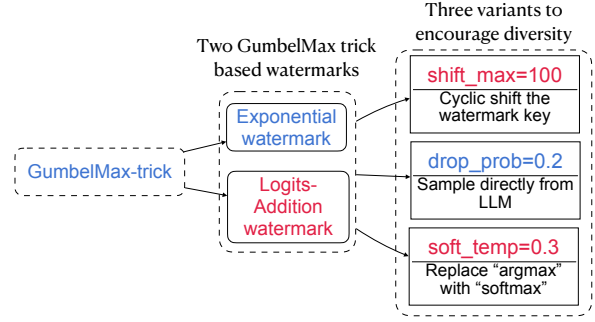 GumbelMax-trick
Two GumbelMax trick
based watermarks
Exponential
watermark
Logits-
Addition
watermark
Three variants to
encourage diversity
shift_max=100
Cyclic shift the
watermark key
drop_prob=0.2
Sample directly from
LLM
soft_temp=0.3
Replace “argmax”
with “softmax”